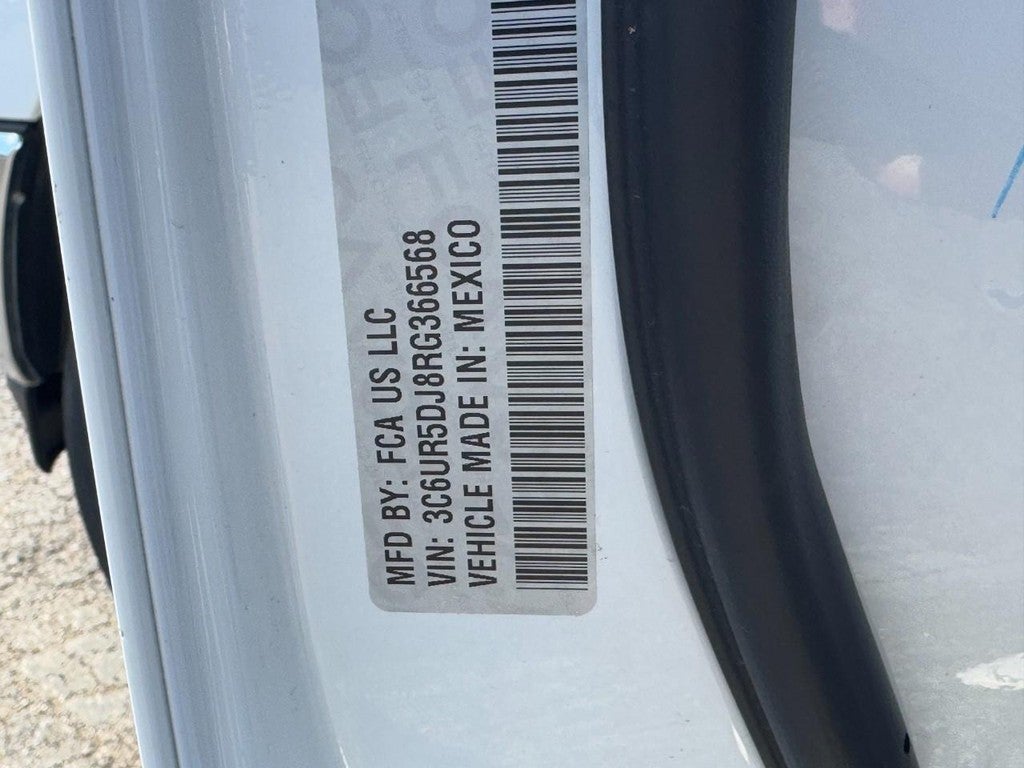 MFD BY: FCA US LLC
VIN: 3C6UR5DJ8RG366568
VEHICLE MADE IN: MEXICO